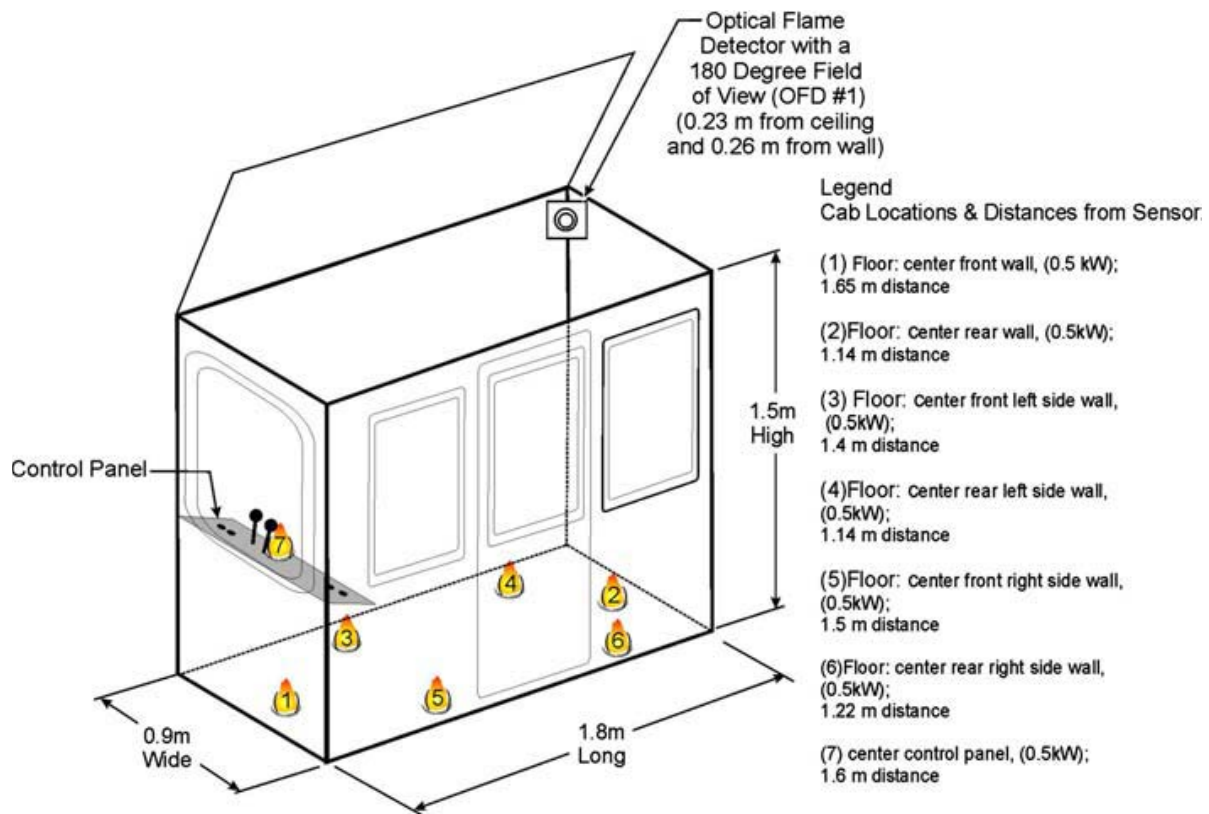 Optical Flame
Detector with a
180 Degree Field
of View (OFD #1)
(0.23 m from ceiling
and 0.26 m from wall)
Legend
Cab Locations & Distances from Sensor
(1) Floor: center front wall, (0.5 kW);
1.65 m distance
(2)Floor: center rear wall, (0.5kW);
1.14 m distance
(3) Floor: center front left side wall,
(0.5kW);
1.4 m distance
(4)Floor: center rear left side wall,
(0.5kW);
1.14 m distance
(5)Floor: center front right side wall,
(0.5kW);
1.5 m distance
(6)Floor: center rear right side wall,
(0.5kW);
1.22 m distance
(7) center control panel, (0.5kW);
1.6 m distance
1.5m
High
Control Panel
7
4
2
3
6
1
5
0.9m
Wide
1.8m
Long